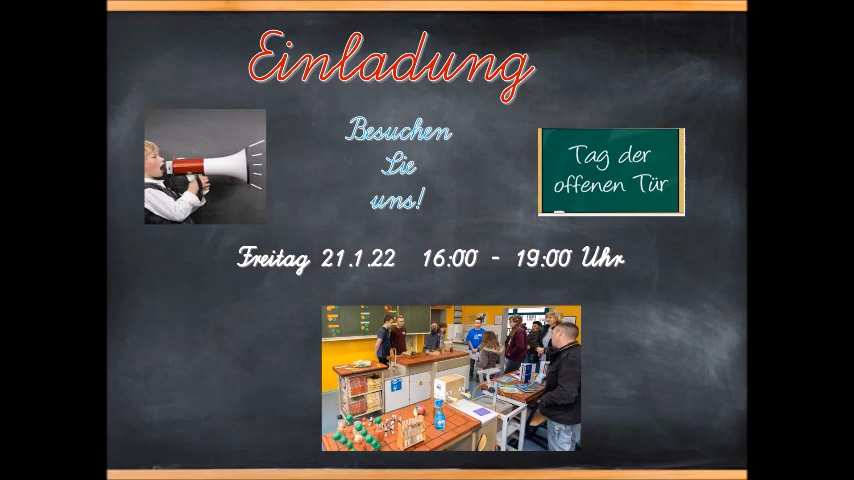 Einladung
Besuchen
Sie
uns!
Tag der
offenen Tür
Freitag 21.1.22 16:00 - 19:00 Uhr